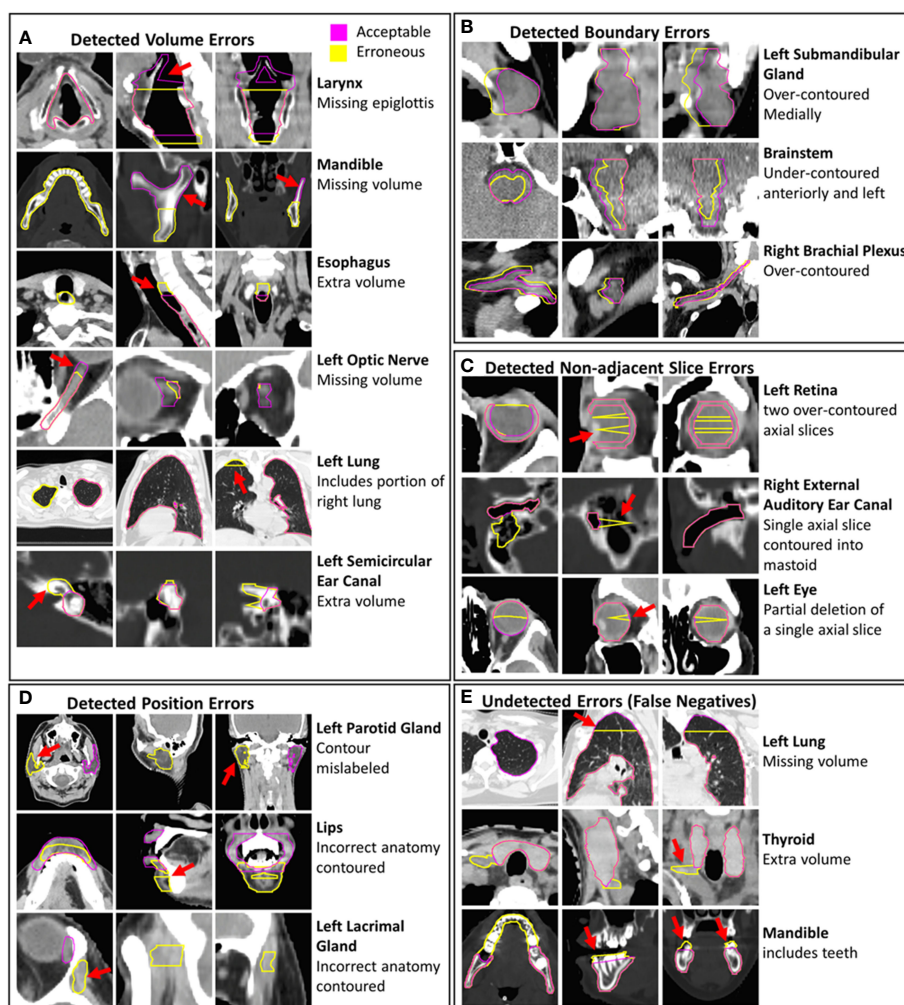 A
Detected Volume Errors
Acceptable
Erroneous
Larynx
Missing epiglottis
Mandible
Missing volume
Esophagus
Extra volume
Left Optic Nerve
Missing volume
Left Lung
Includes portion of
right lung
Left Semicircular
Ear Canal
Extra volume
B
Detected Boundary Errors
Left Submandibular
Gland
Over-contoured
Medially
Brainstem
Under-contoured
anteriorly and left
Right Brachial Plexus
Over-contoured
C
Detected Non-adjacent Slice Errors
Left Retina
two over-contoured
axial slices
Right External
Auditory Ear Canal
Single axial slice
contoured into
mastoid
Left Eye
Partial deletion of
a single axial slice
D
Detected Position Errors
Left Parotid Gland
Contour
mislabeled
Lips
Incorrect anatomy
contoured
Left Lacrimal
Gland
Incorrect anatomy
contoured
E
Undetected Errors (False Negatives)
Left Lung
Missing volume
Thyroid
Extra volume
Mandible
includes teeth